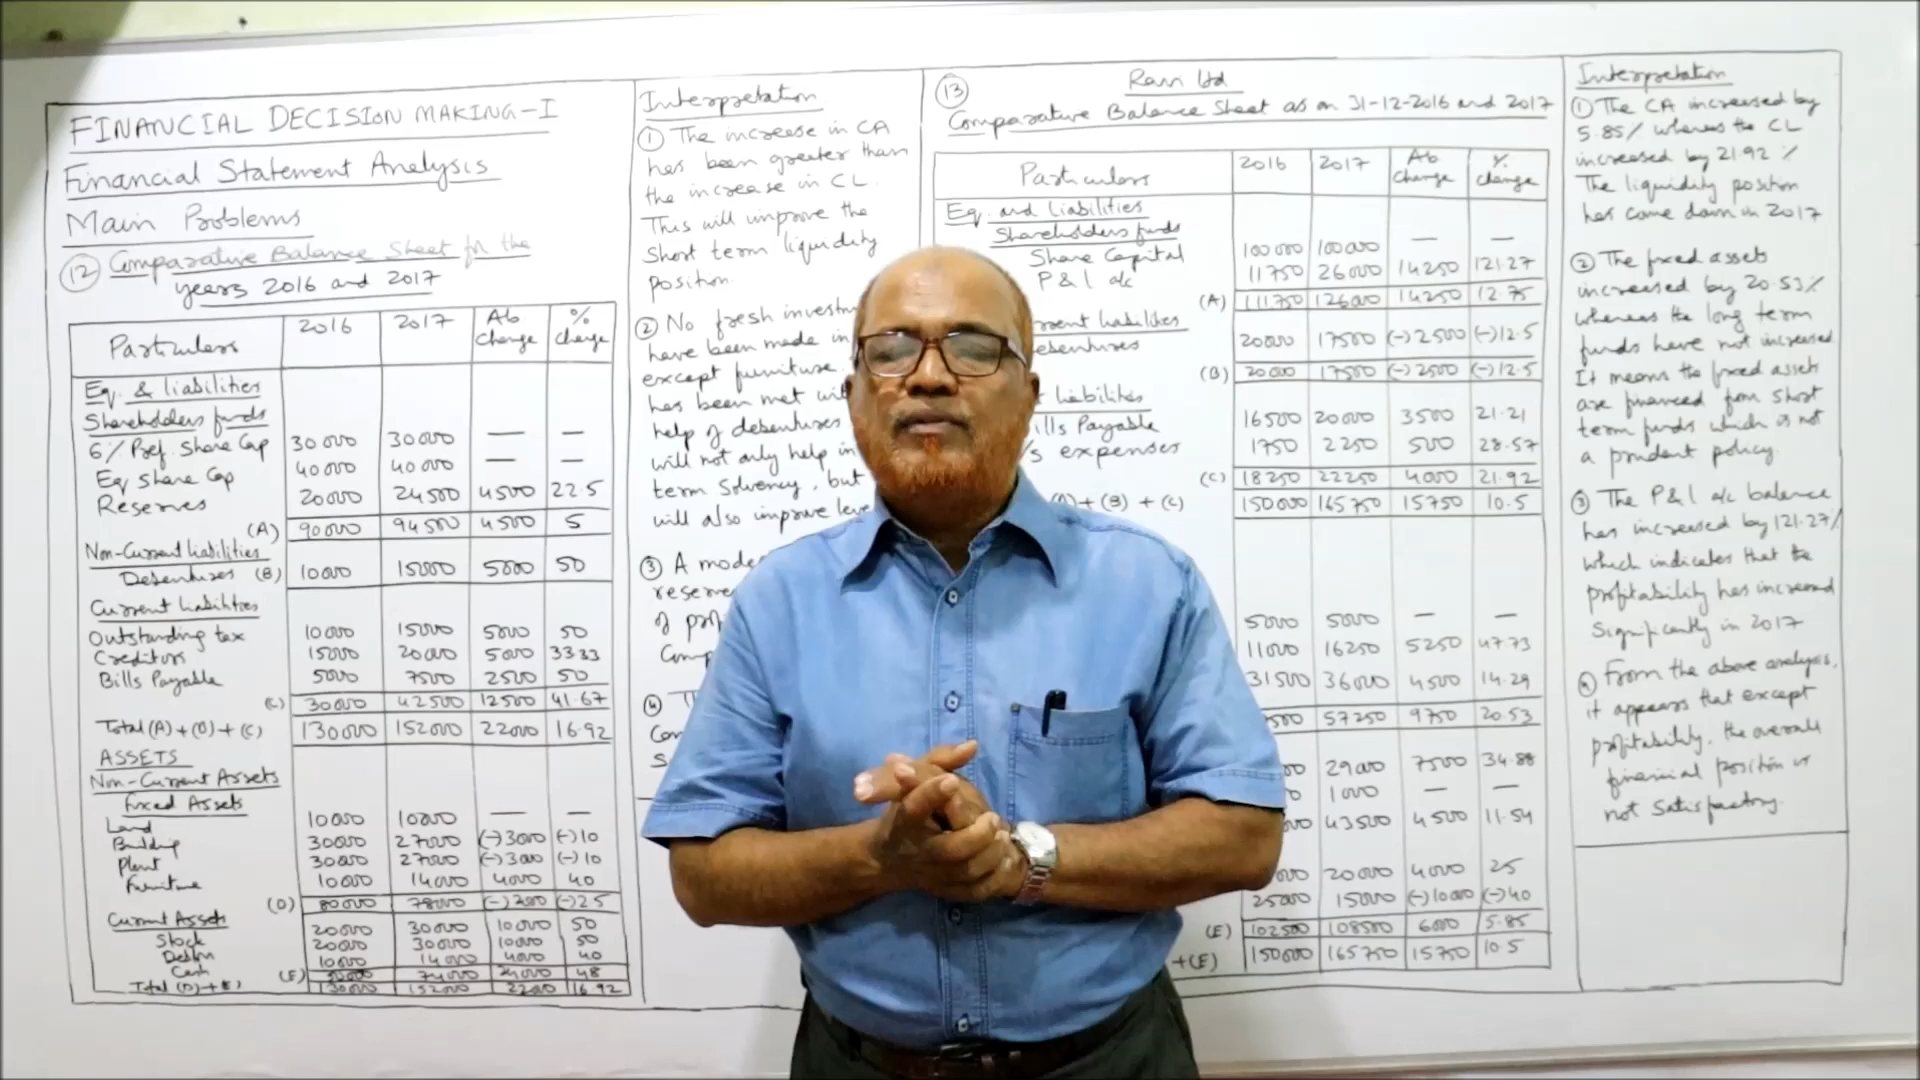 FINANCIAL DECISION MAKING-I
Financial Statement Analysis
Main Problems
(12) Comparative Balance Sheet for the
years 2016 and 2017
Particulars 2016 2017 Ab change % change
Eq. & liabilities
Shareholders funds
6% Pref. Share Cap 30000 30000 — —
Eq Share Cap 40000 40000 — —
Reserves 20000 24500 4500 22.5
(A) 90000 94500 4500 5
Non-Current liabilities
Debentures (B) 10000 15000 5000 50
Current liabilities
Outstanding tax 10000 15000 5000 50
Creditors 15000 20000 5000 33.33
Bills Payable 5000 7500 2500 50
(C) 30000 42500 12500 41.67
Total (A) + (B) + (C) 130000 152000 22000 16.92
ASSETS
Non-Current Assets
Fixed Assets
Land 10000 10000 — —
Building 30000 27000 (-)3000 (-)10
Plant 30000 27000 (-)3000 (-)10
Furniture 10000 14000 4000 40
(D) 80000 78000 (-)2000 (-)2.5
Current Assets
Stock 20000 30000 10000 50
Debtors 20000 30000 10000 50
Cash 10000 14000 4000 40
(E) 50000 74000 24000 48
Total (D)+(E) 130000 152000 22000 16.92
Interpretation
(1) The increase in CA
has been greater than
the increase in CL.
This will improve the
Short term liquidity
position.
(2) No fresh
have been made in
except furniture.
has been met
help of debentures
will not only help in
term Solvency, but
will also improve
(3) A
of
(4)
(13) Ravi Ltd
Comparative Balance Sheet as on 31-12-2016 and 2017
Particulars 2016 2017 Ab change % change
Eq. and liabilities
Shareholders funds
Share Capital 100000 100000 — —
P & l a/c 11750 26000 14250 121.27
(A) 111750 126000 14250 12.75
liabilities
20000 17500 (-)2500 (-)12.5
(B) 20000 17500 (-)2500 (-)12.5
liabilities
Payable 16500 20000 3500 21.21
expenses 1750 2250 500 28.57
(C) 18250 22250 4000 21.92
+ (B) + (C) 150000 165750 15750 10.5
5000 5000 — —
11000 16250 5250 47.73
31500 36000 4500 14.29
57250 9750 20.53
29000 7500 34.88
1000 — —
43500 4500 11.54
20000 4000 25
25000 15000 (-)10000 (-)40
(E) 102500 108500 6000 5.85
+(E) 150000 165750 15750 10.5
Interpretation
(1) The CA increased by
5.85% whereas the CL
increased by 21.92 %
The liquidity position
has come down in 2017
(2) The fixed assets
increased by 20.53%
whereas the long term
funds have not increased
It means the fixed assets
are financed from short
term funds which is not
a prudent policy.
(3) The P & l a/c balance
has increased by 121.27%
which indicates that the
profitability has increased
significantly in 2017
(4) From the above analysis,
it appears that except
profitability, the overall
financial position is
not satisfactory.